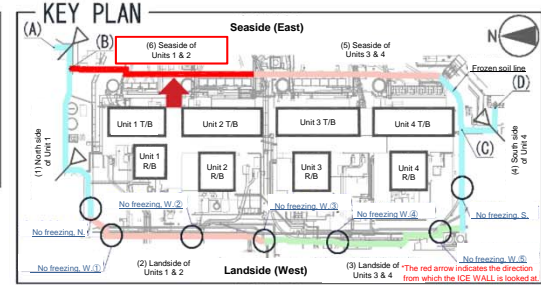 KEY PLAN
Seaside (East)
N
(A)
(B)
(6) Seaside of
Units 1 & 2
(5) Seaside of
Units 3 & 4
Frozen soil line
(D)
(1) North side
of Unit 1
Unit 1 T/B
Unit 2 T/B
Unit 3 T/B
Unit 4 T/B
(C)
(4) South side
of Unit 4
Unit 1
R/B
Unit 2
R/B
Unit 3
R/B
Unit 4
R/B
No freezing, N.
No freezing, W.②
No freezing, W.③
No freezing W.④
No freezing, S.
No freezing, W.①
No freezing, W.⑤
(2) Landside of
Units 1 & 2
Landside (West)
(3) Landside of
Units 3 & 4
*The red arrow indicates the direction
from which the ICE WALL is looked at.